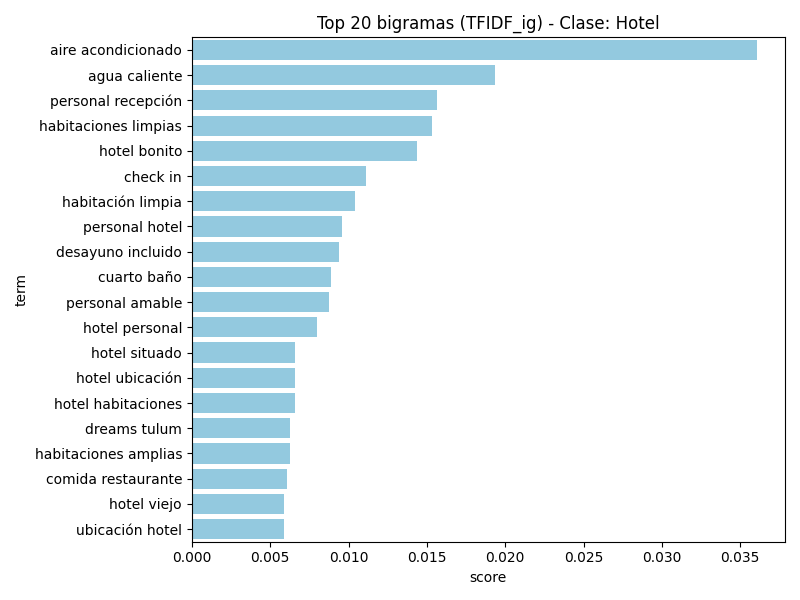 Top 20 bigramas (TFIDF_ig) - Clase: Hotel
term
aire acondicionado
agua caliente
personal recepción
habitaciones limpias
hotel bonito
check in
habitación limpia
personal hotel
desayuno incluido
cuarto baño
personal amable
hotel personal
hotel situado
hotel ubicación
hotel habitaciones
dreams tulum
habitaciones amplias
comida restaurante
hotel viejo
ubicación hotel
0.000 0.005 0.010 0.015 0.020 0.025 0.030 0.035
score